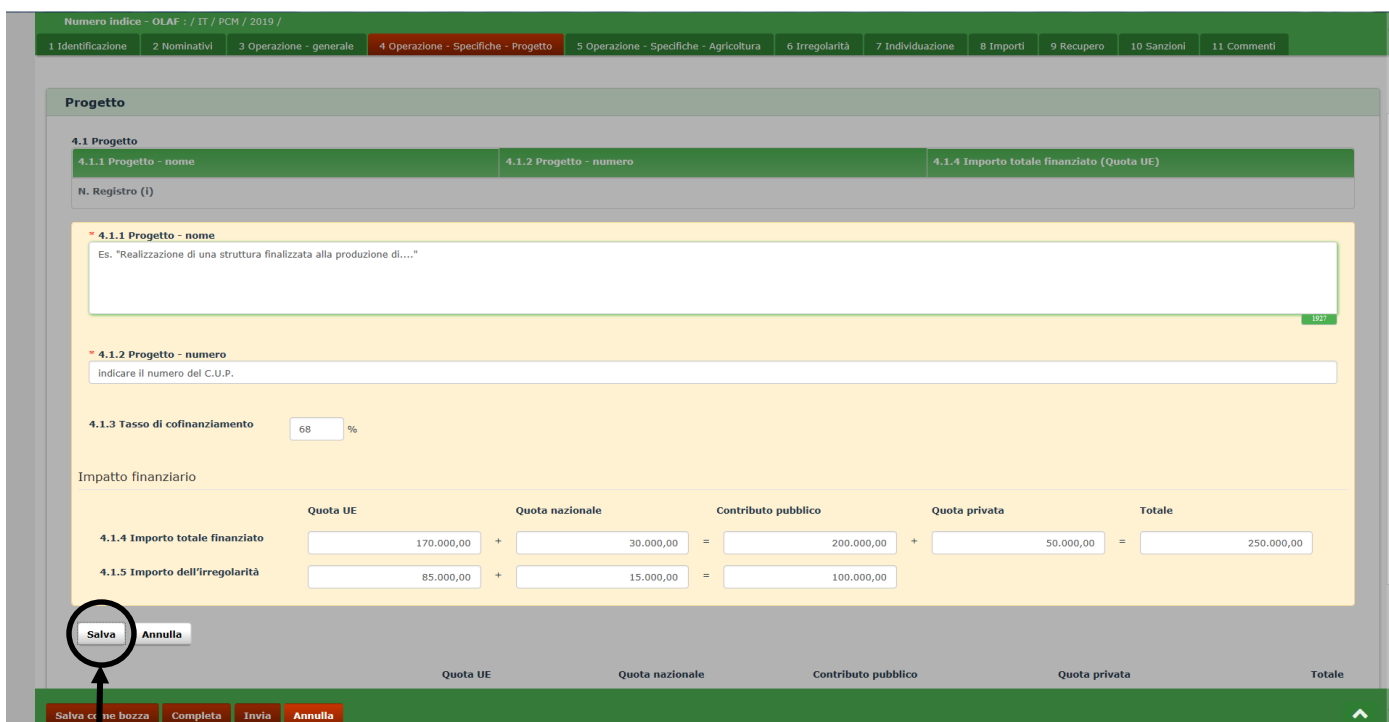 Numero indice - OLAF : / IT / PCM / 2019 /
1 Identificazione 2 Nominativi 3 Operazione - generale 4 Operazione - Specifiche - Progetto 5 Operazione - Specifiche - Agricoltura 6 Irregolarità 7 Individuazione 8 Importi 9 Recupero 10 Sanzioni 11 Commenti
Progetto
4.1 Progetto
4.1.1 Progetto - nome 4.1.2 Progetto - numero 4.1.4 Importo totale finanziato (Quota UE)
N. Registro (i)
* 4.1.1 Progetto - nome
Es. "Realizzazione di una struttura finalizzata alla produzione di...."
1927
* 4.1.2 Progetto - numero
indicare il numero del C.U.P.
4.1.3 Tasso di cofinanziamento 68 %
Impatto finanziario
Quota UE Quota nazionale Contributo pubblico Quota privata Totale
4.1.4 Importo totale finanziato 170.000,00 + 30.000,00 = 200.000,00 + 50.000,00 = 250.000,00
4.1.5 Importo dell'irregolarità 85.000,00 + 15.000,00 = 100.000,00
Salva Annulla
Quota UE Quota nazionale Contributo pubblico Quota privata Totale
Salva come bozza Completa Invia Annulla